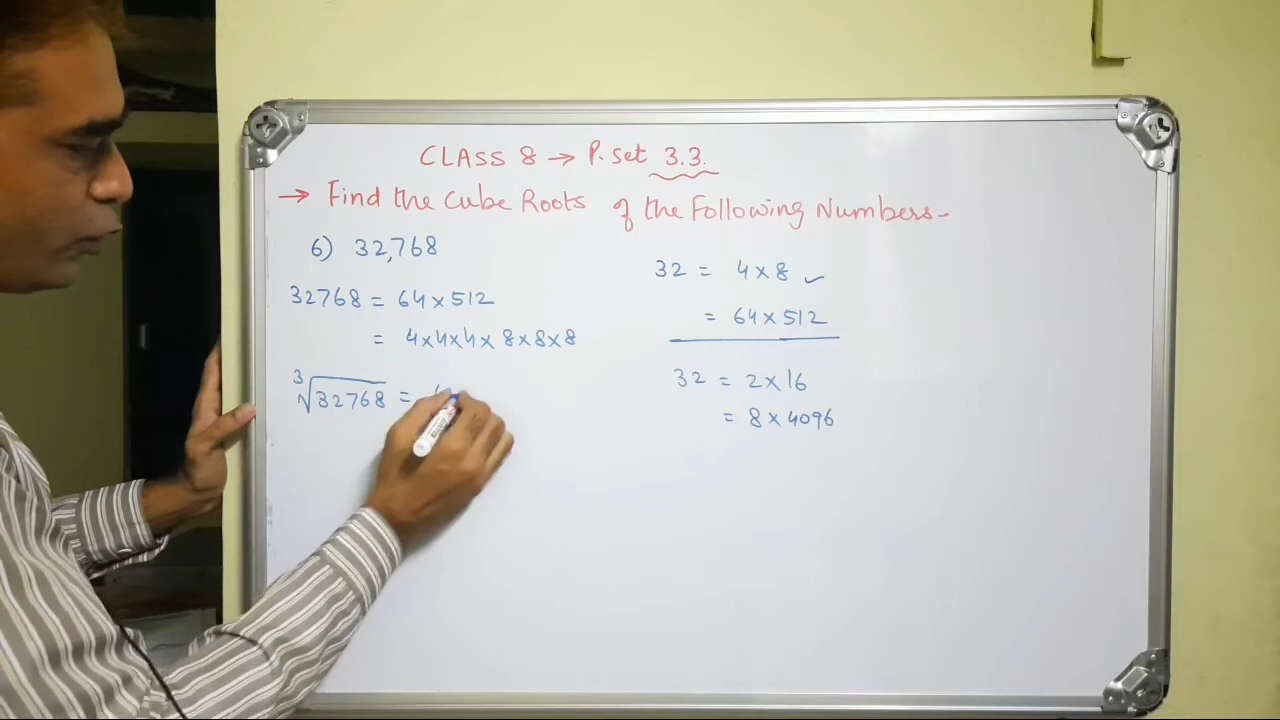 CLASS 8 → P. Set 3.3.
→ Find the Cube Roots of the Following Numbers.
6) 32,768
32768 = 64 × 512
= 4×4×4× 8×8×8
∛32768 =
32 = 4 × 8 ✓
= 64 × 512
32 = 2 × 16
= 8 × 4096